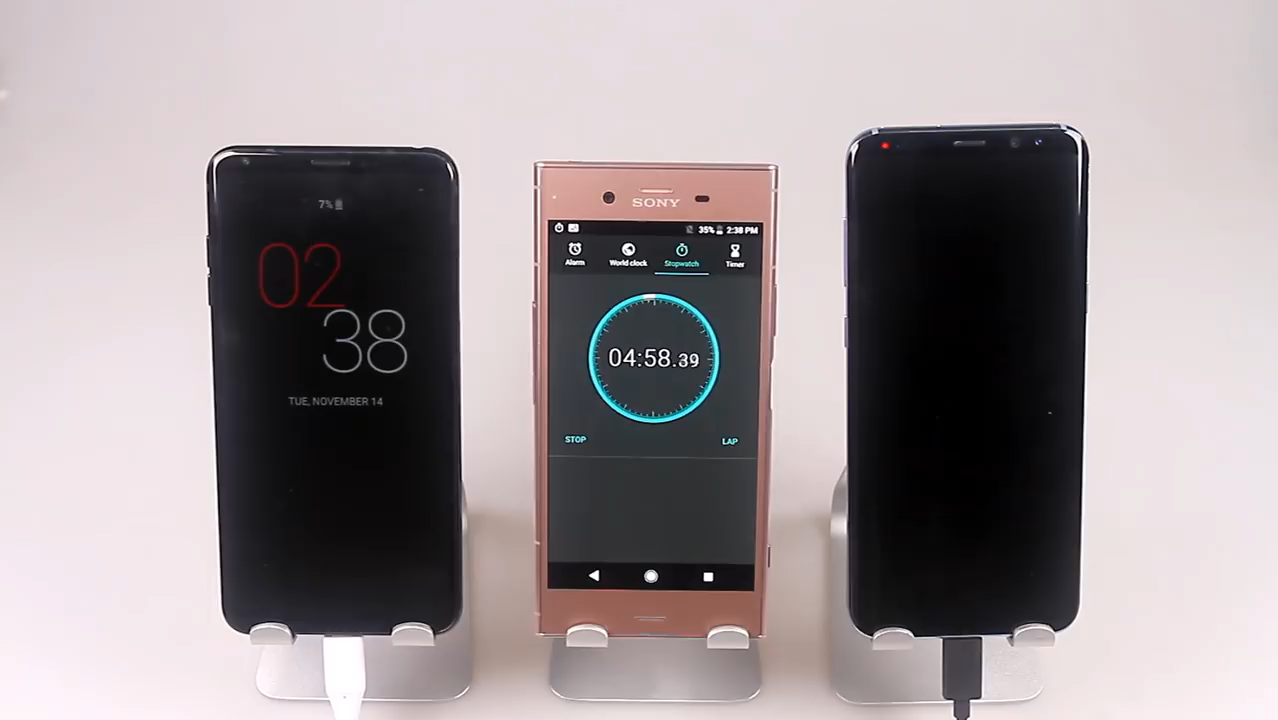 7%
02
38
TUE, NOVEMBER 14
SONY
35% 2:38 PM
Alarm World clock Stopwatch Timer
04:58.39
STOP LAP